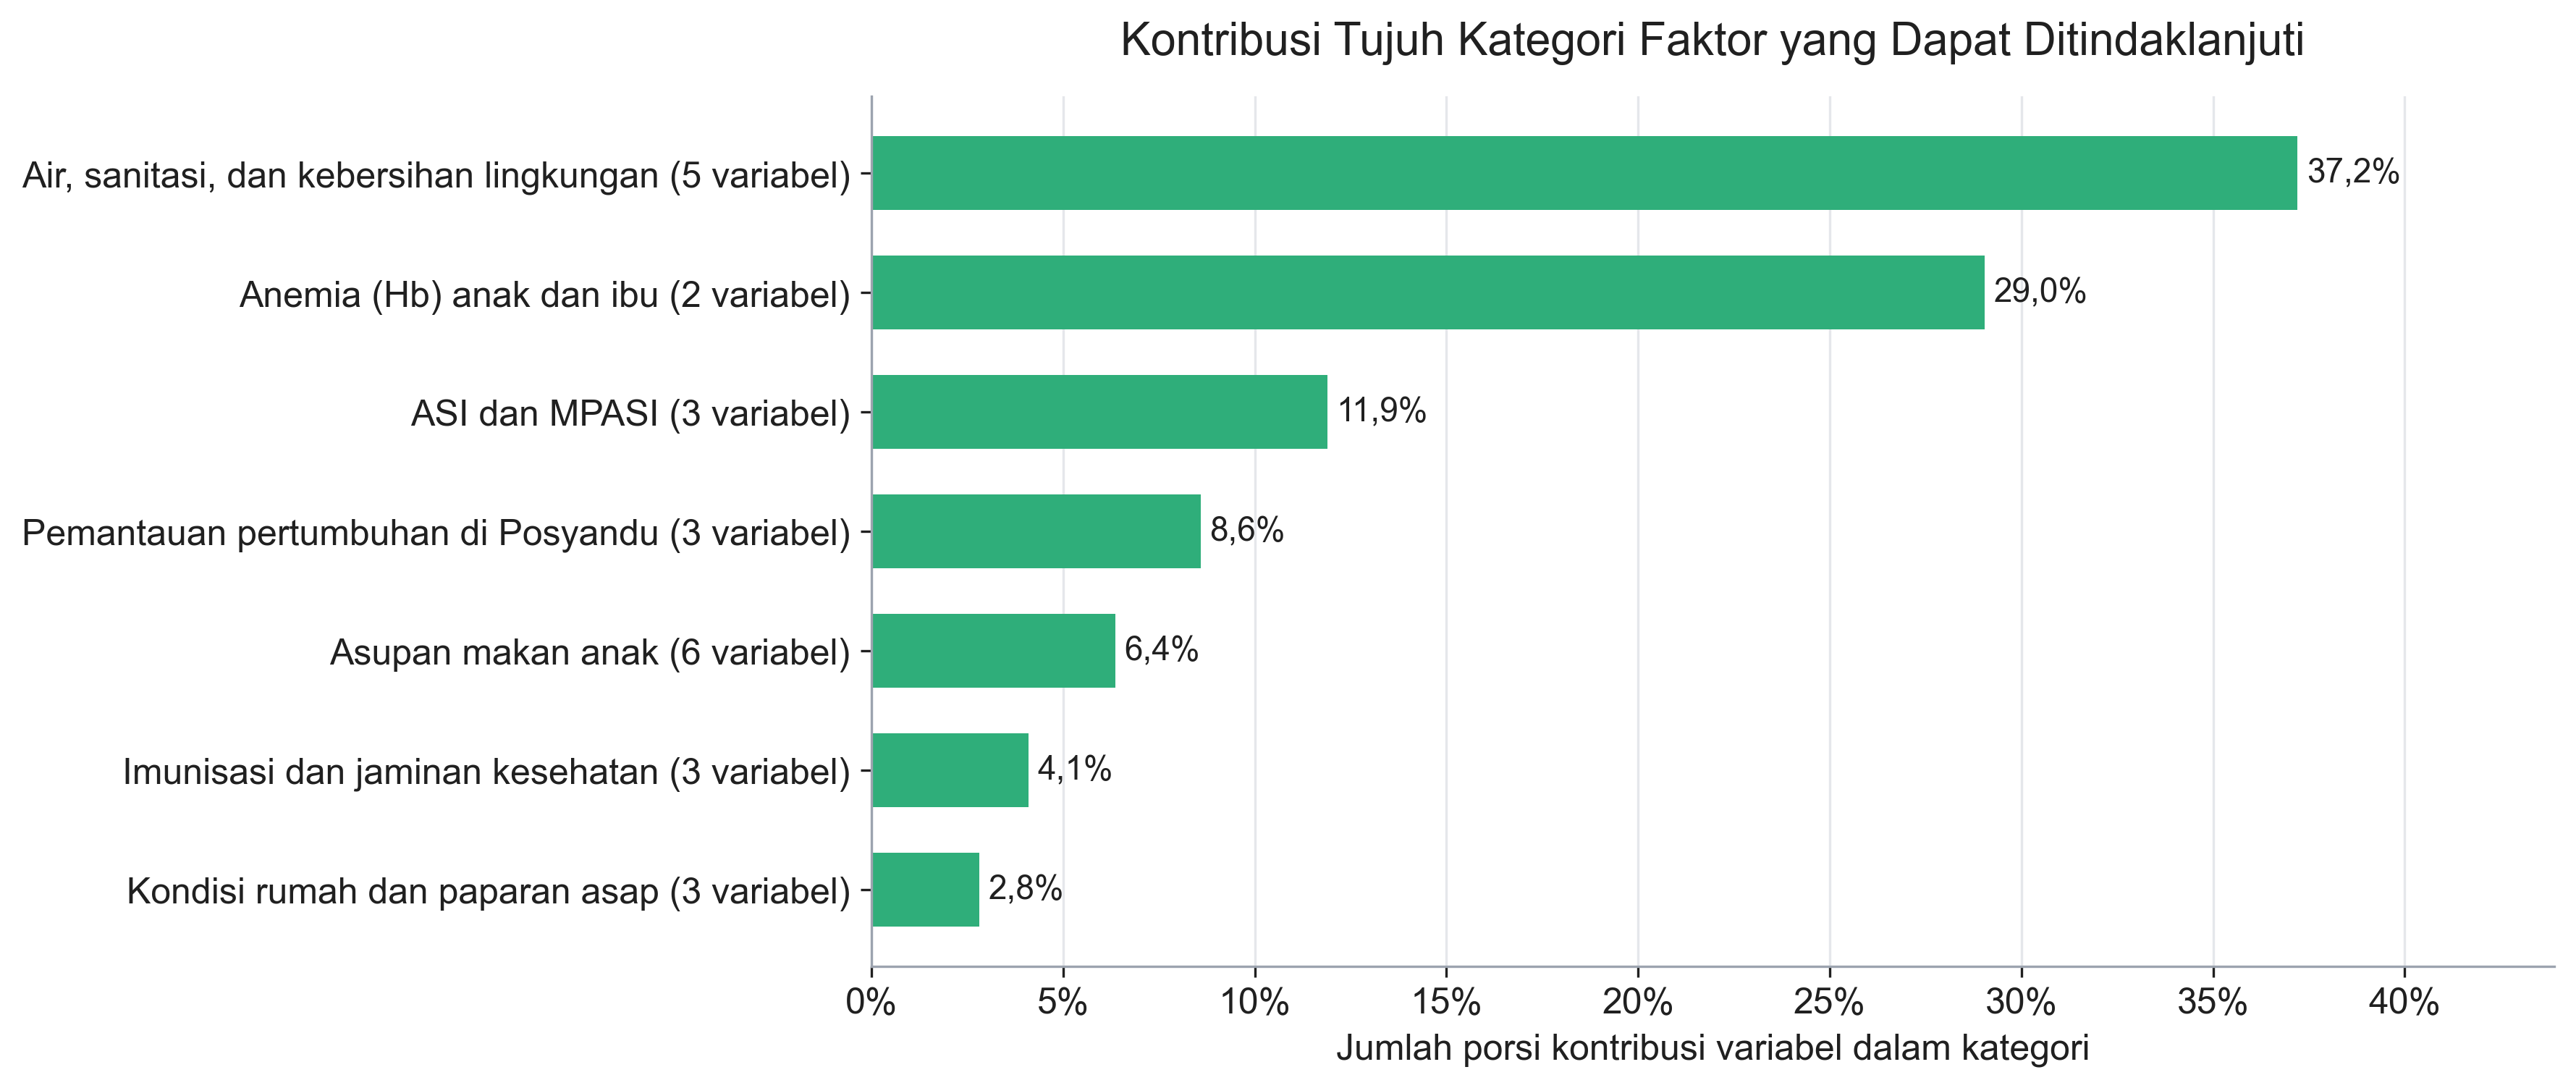 Kontribusi Tujuh Kategori Faktor yang Dapat Ditindaklanjuti
Air, sanitasi, dan kebersihan lingkungan (5 variabel)
37,2%
Anemia (Hb) anak dan ibu (2 variabel)
29,0%
ASI dan MPASI (3 variabel)
11,9%
Pemantauan pertumbuhan di Posyandu (3 variabel)
8,6%
Asupan makan anak (6 variabel)
6,4%
Imunisasi dan jaminan kesehatan (3 variabel)
4,1%
Kondisi rumah dan paparan asap (3 variabel)
2,8%
0% 5% 10% 15% 20% 25% 30% 35% 40%
Jumlah porsi kontribusi variabel dalam kategori